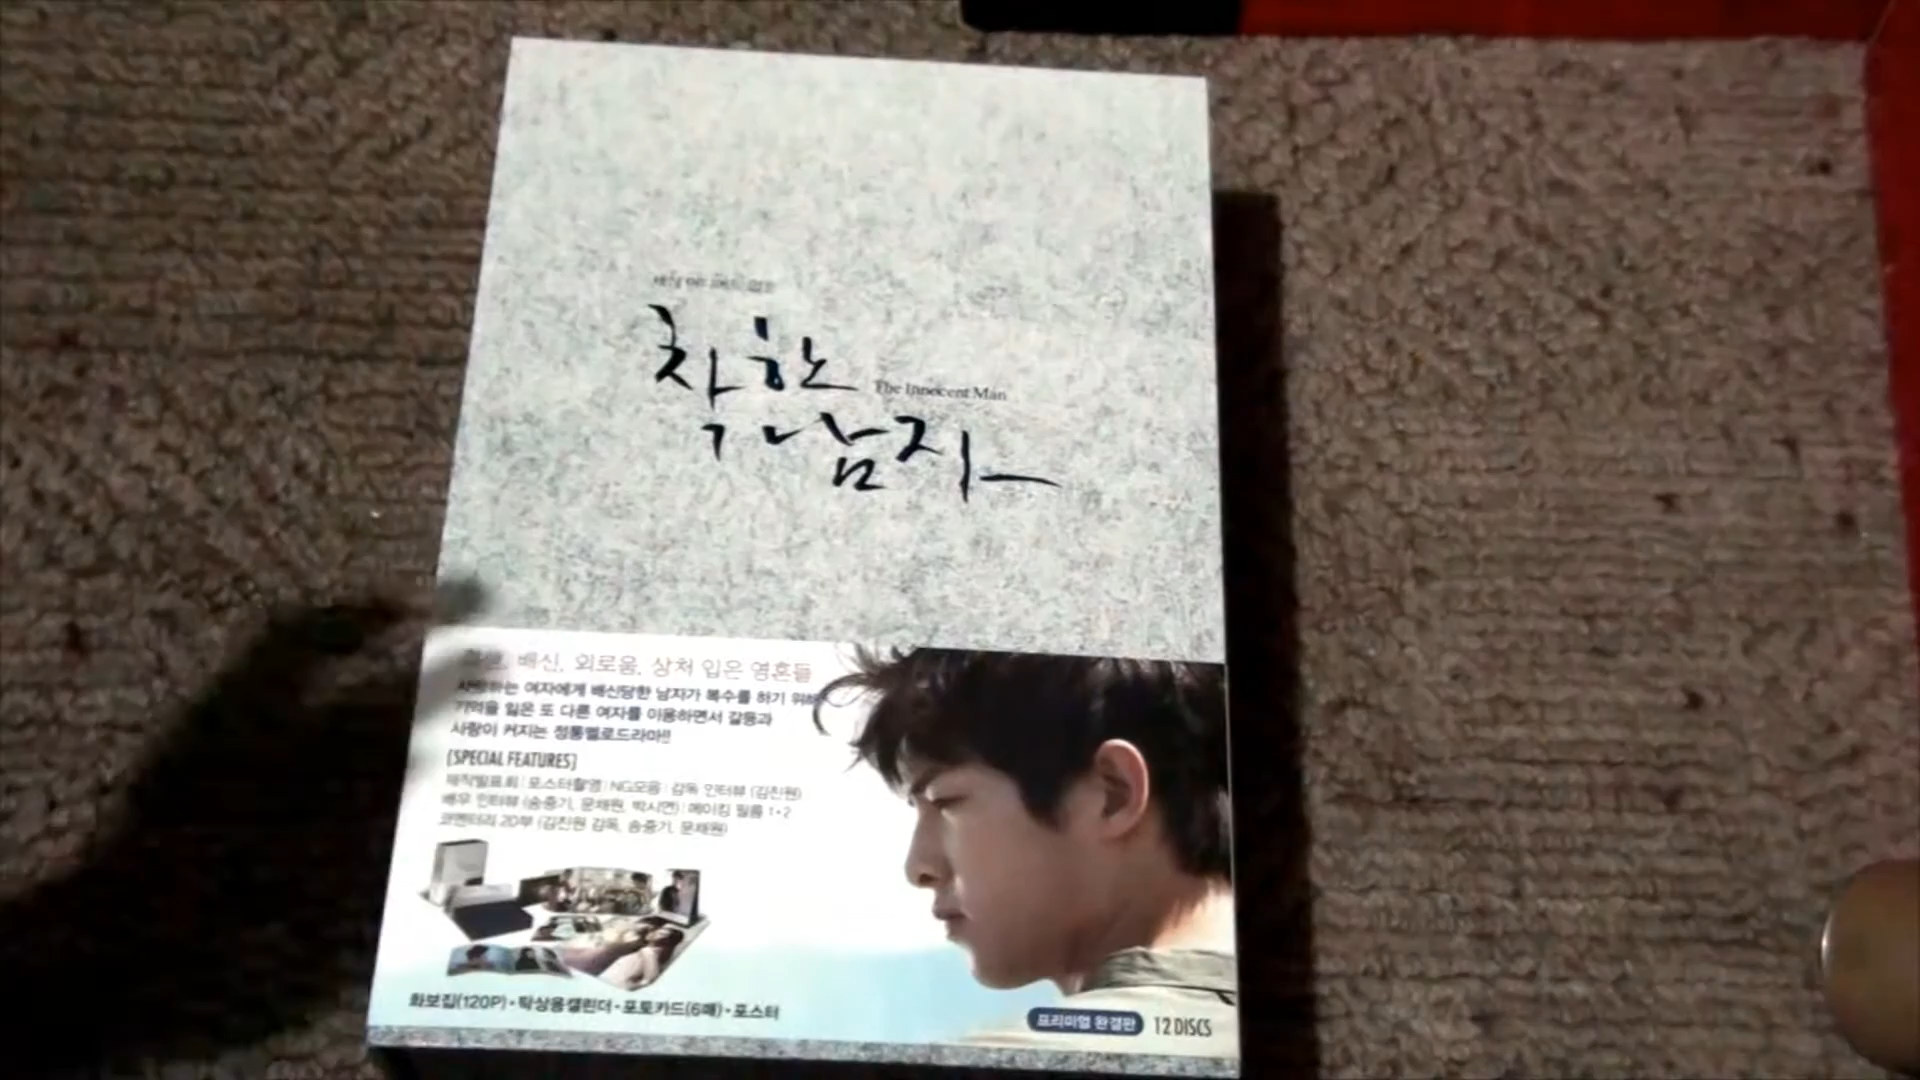 착한
The Innocent Man
남자
배신, 외로움, 상처 입은 영혼들
사랑하는 여자에게 배신당한 남자가 복수를 하기 위해
기억을 잃은 또 다른 여자를 이용하면서 갈등과
사랑이 커지는 정통멜로드라마!!
[SPECIAL FEATURES]
제작발표회 | 포스터촬영 | NG모음 | 감독 인터뷰 (김진원)
배우 인터뷰 (송중기, 문채원, 박시연) | 메이킹 필름 1+2
코멘터리 20부 (김진원 감독, 송중기, 문채원)
화보집(120P) • 탁상용캘린더 • 포토카드(6매) • 포스터
프리미엄 완결판 12 DISCS